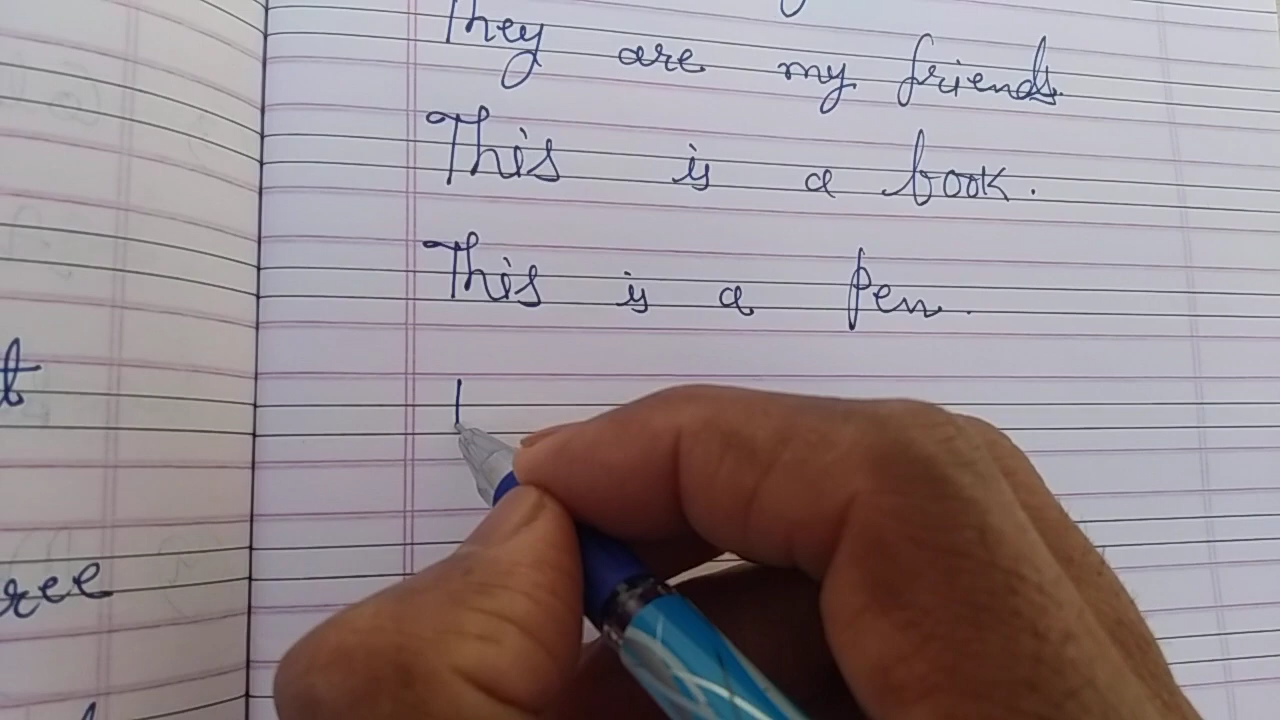 They are my friends.
This is a book.
This is a pen.